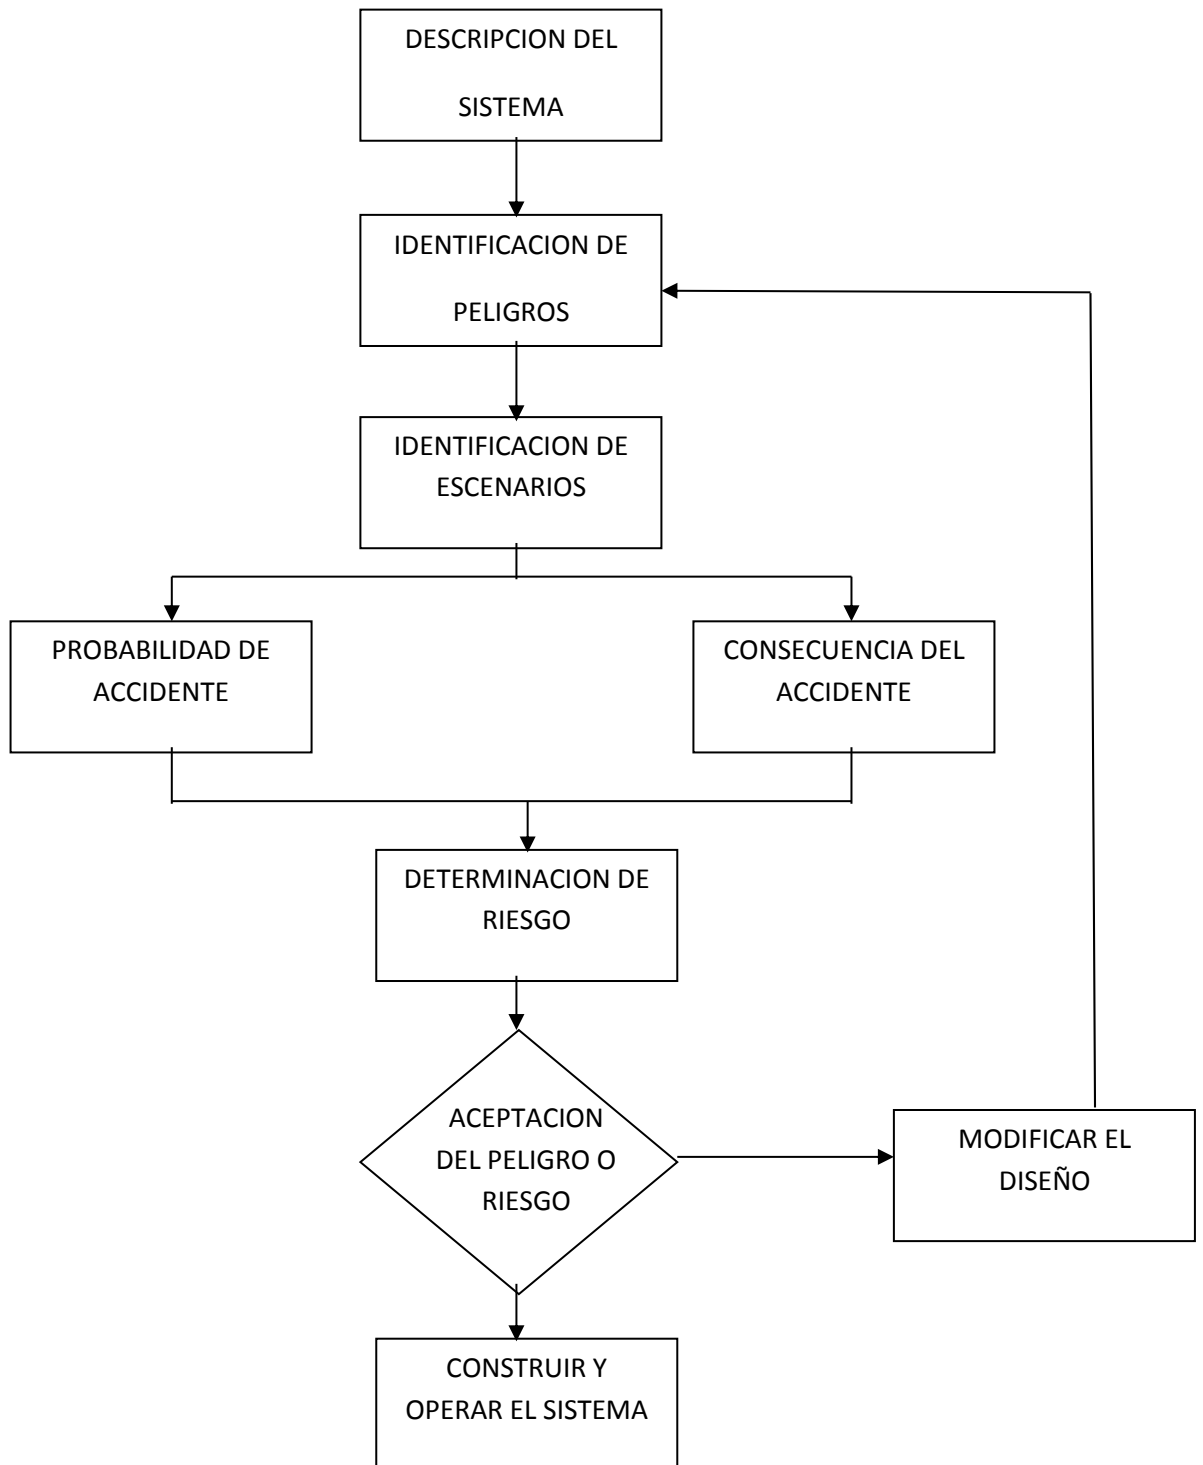 DESCRIPCION DEL
SISTEMA
IDENTIFICACION DE
PELIGROS
IDENTIFICACION DE
ESCENARIOS
PROBABILIDAD DE
ACCIDENTE
CONSECUENCIA DEL
ACCIDENTE
DETERMINACION DE
RIESGO
ACEPTACION
DEL PELIGRO O
RIESGO
MODIFICAR EL
DISEÑO
CONSTRUIR Y
OPERAR EL SISTEMA